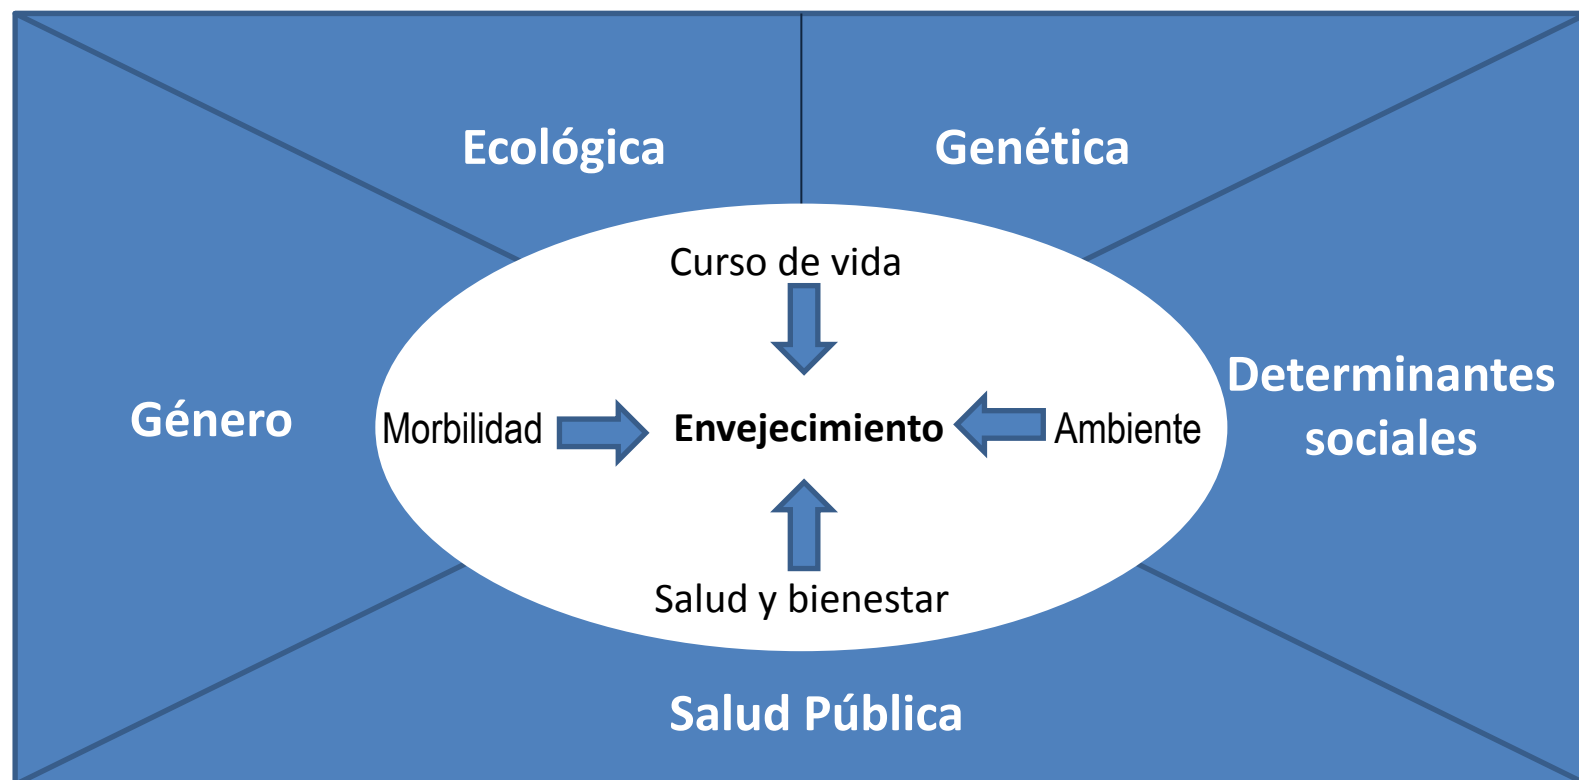 Ecológica
Genética
Curso de vida
Género
Morbilidad
Envejecimiento
Ambiente
Determinantes
sociales
Salud y bienestar
Salud Pública